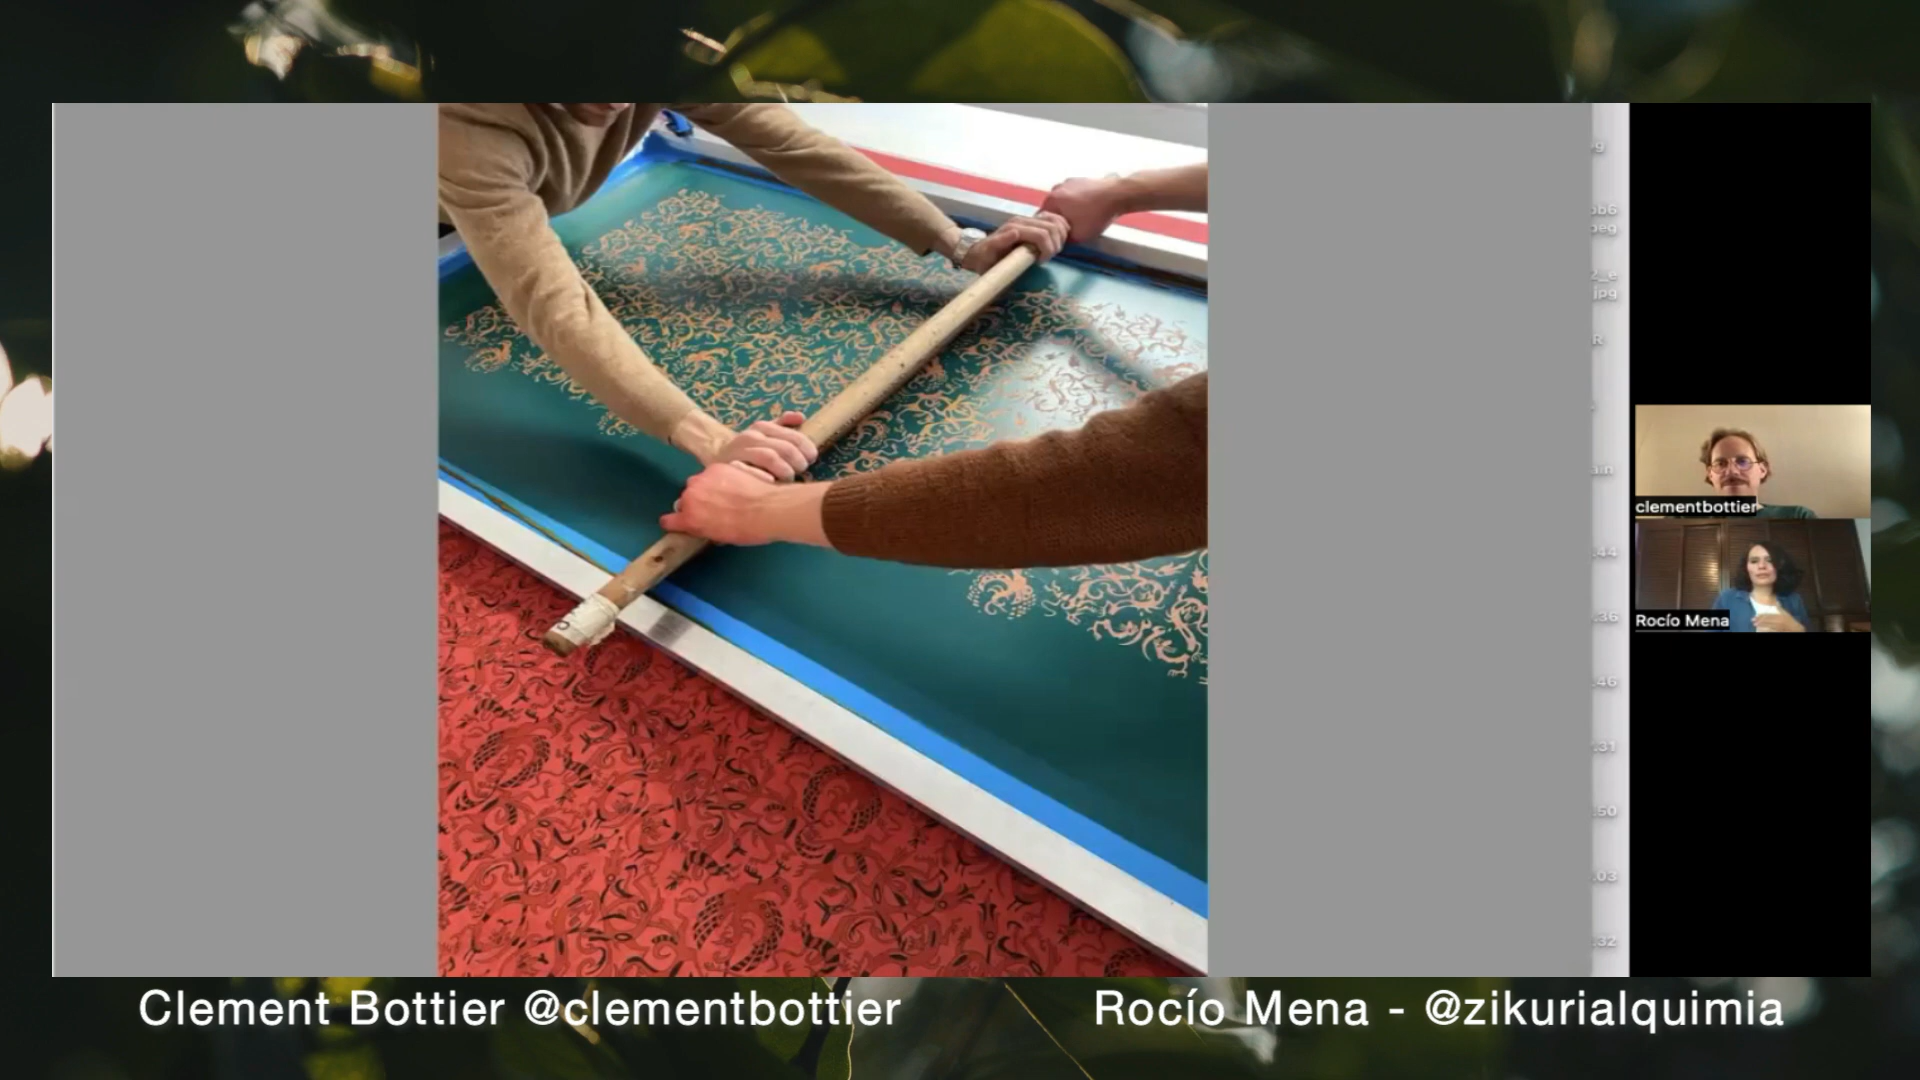 clementbottier
Rocío Mena
Clement Bottier @clementbottier
Rocío Mena - @zikurialquimia